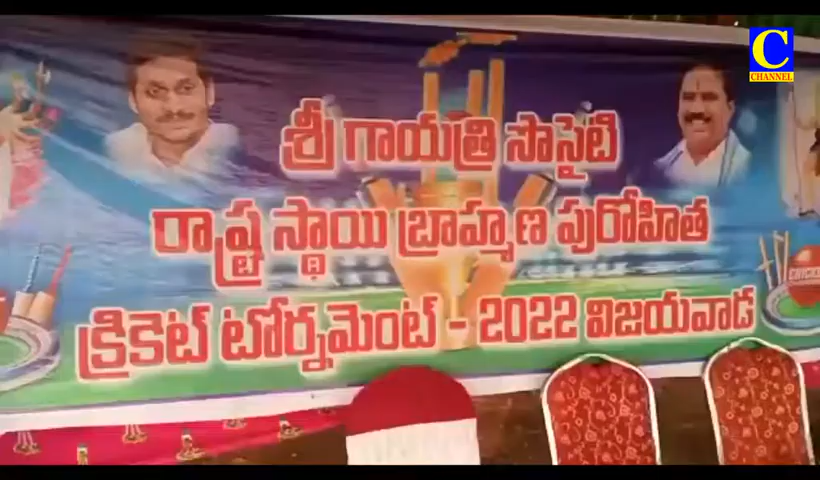 C
CHANNEL
శ్రీ గాయత్రి సొసైటి
రాష్ట్ర స్థాయి బ్రాహ్మణ పురోహిత
క్రికెట్ టోర్నమెంట్ - 2022 విజయవాడ